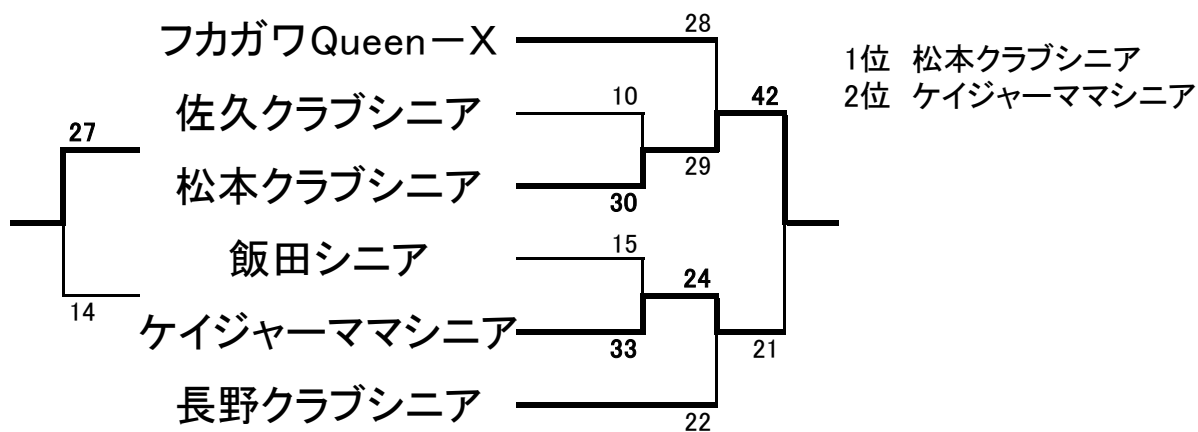 フカガワQueen－X
28
1位 松本クラブシニア
2位 ケイジャーママシニア
佐久クラブシニア
10
42
27
松本クラブシニア
29
30
飯田シニア
15
24
14
ケイジャーママシニア
33
21
長野クラブシニア
22